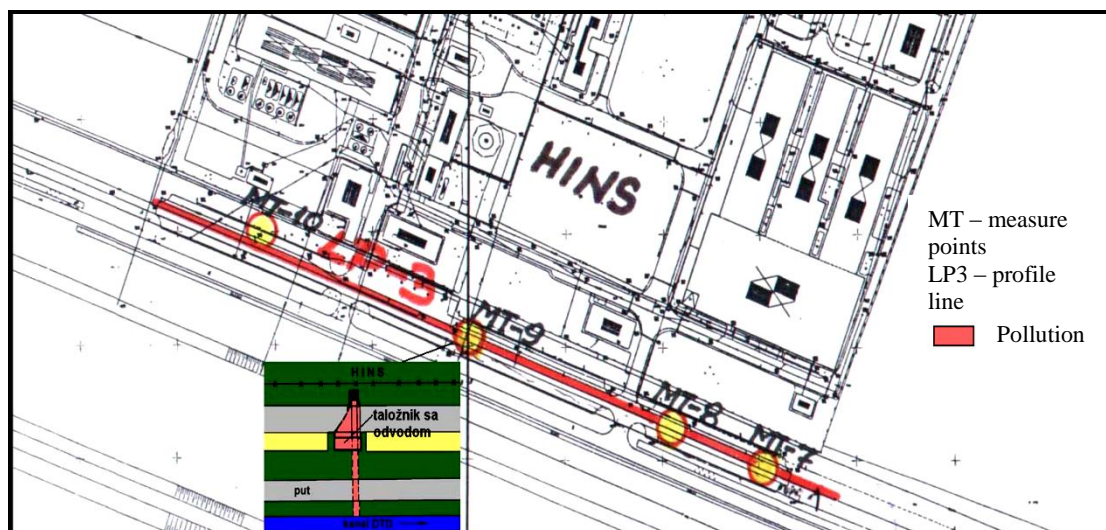 HINS
MT-10
LP-3
MT-9
MT-8
MT-7
HINS
taložnik sa
odvodom
put
kanal DTD
MT – measure
points
LP3 – profile
line
Pollution